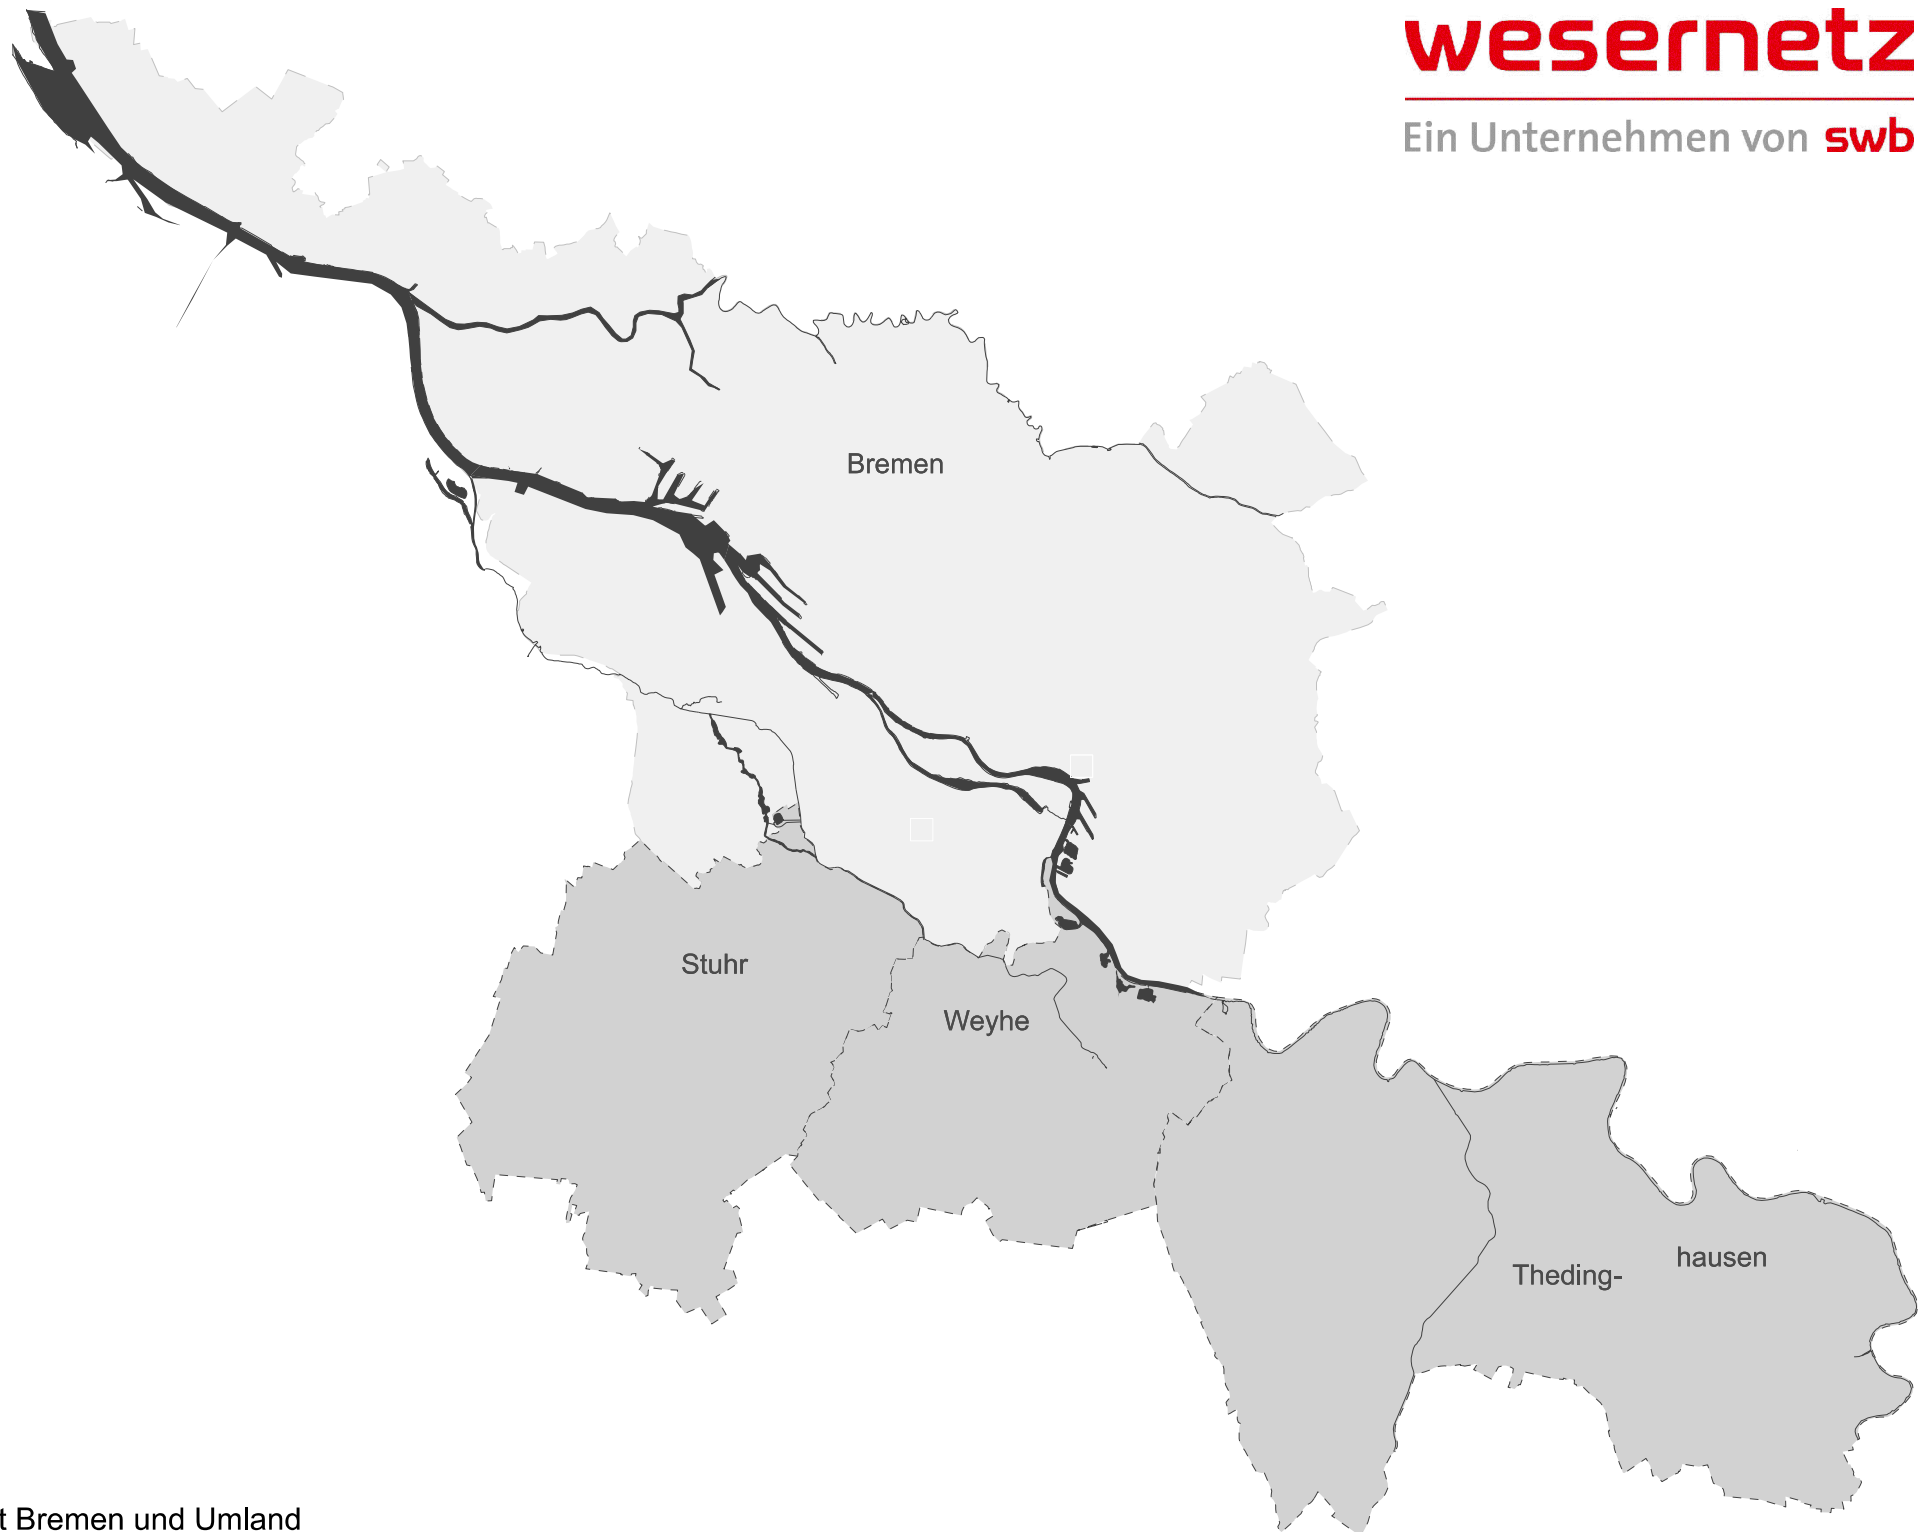 wesernetz
Ein Unternehmen von swb
Bremen
Stuhr
Weyhe
Theding-
hausen
t Bremen und Umland